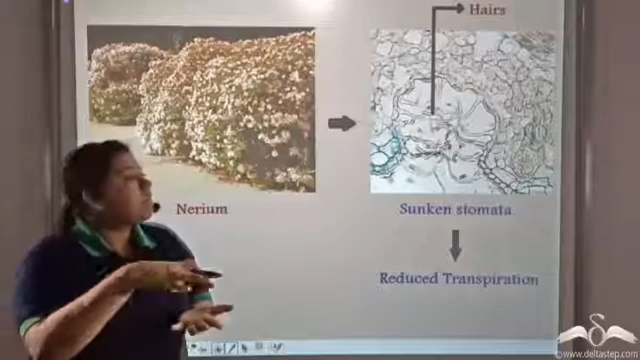 Hairs
Nerium
Sunken stomata
Reduced Transpiration
©www.deltastep.com